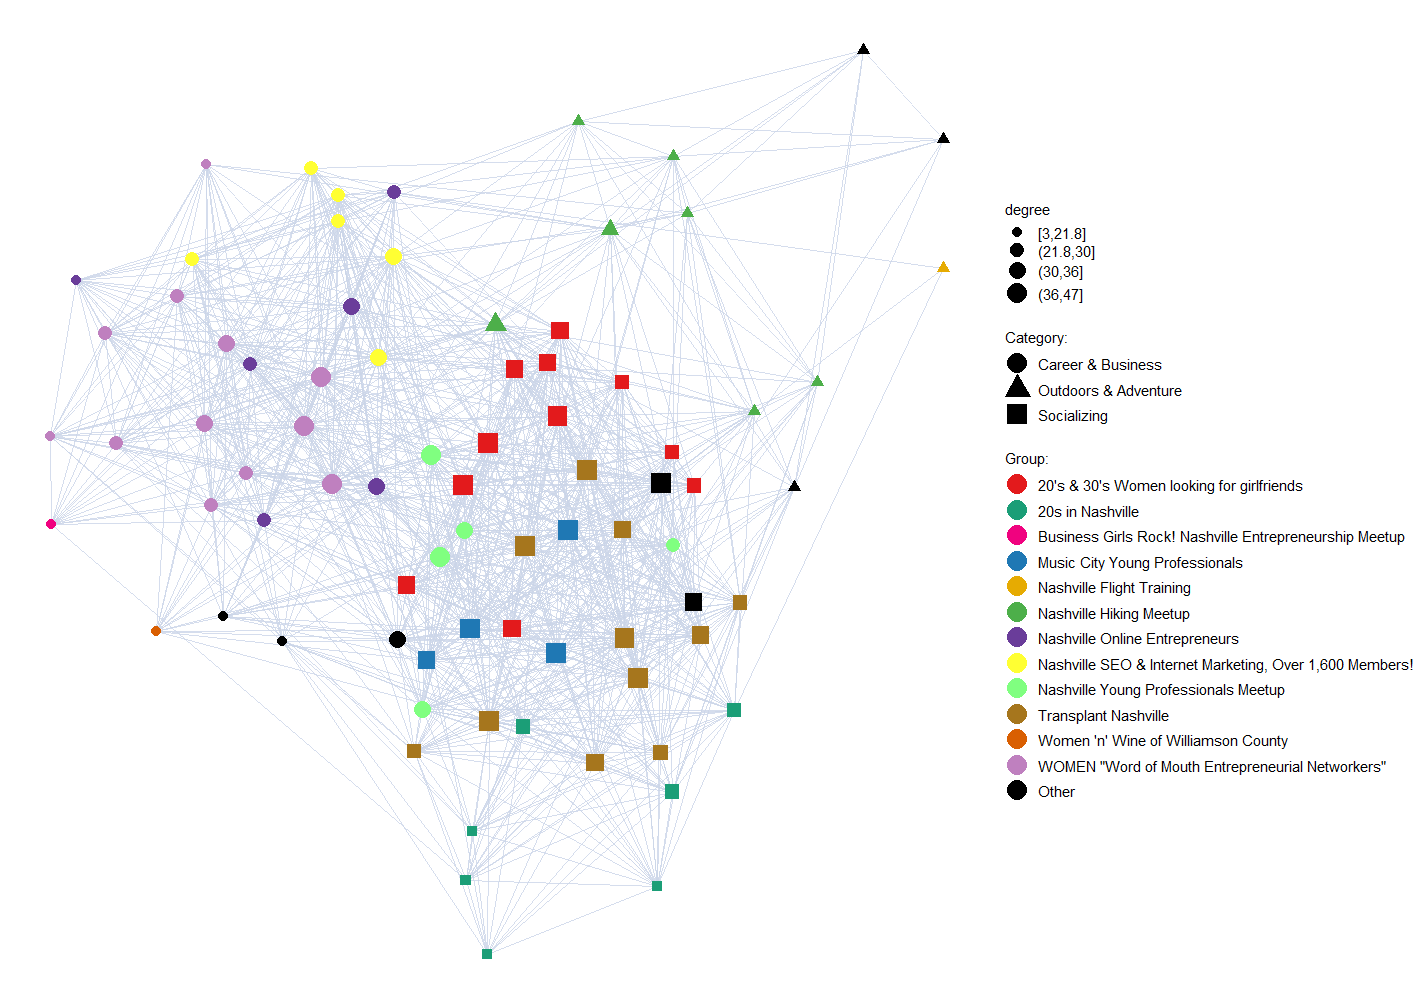 degree
[3,21.8]
(21.8,30]
(30,36]
(36,47]
Category:
Career & Business
Outdoors & Adventure
Socializing
Group:
20's & 30's Women looking for girlfriends
20s in Nashville
Business Girls Rock! Nashville Entrepreneurship Meetup
Music City Young Professionals
Nashville Flight Training
Nashville Hiking Meetup
Nashville Online Entrepreneurs
Nashville SEO & Internet Marketing, Over 1,600 Members!
Nashville Young Professionals Meetup
Transplant Nashville
Women 'n' Wine of Williamson County
WOMEN "Word of Mouth Entrepreneurial Networkers"
Other